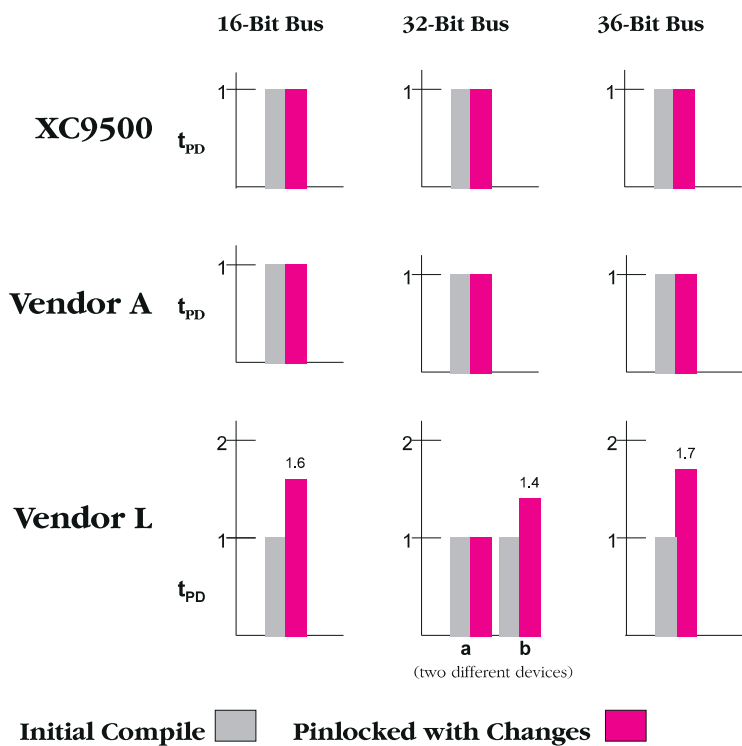 16-Bit Bus 32-Bit Bus 36-Bit Bus
1 1 1
XC9500 tPD
1 1 1
Vendor A tPD
2 2 2
1.6 1.4 1.7
Vendor L
1 1 1
tPD
a b
(two different devices)
Initial Compile Pinlocked with Changes